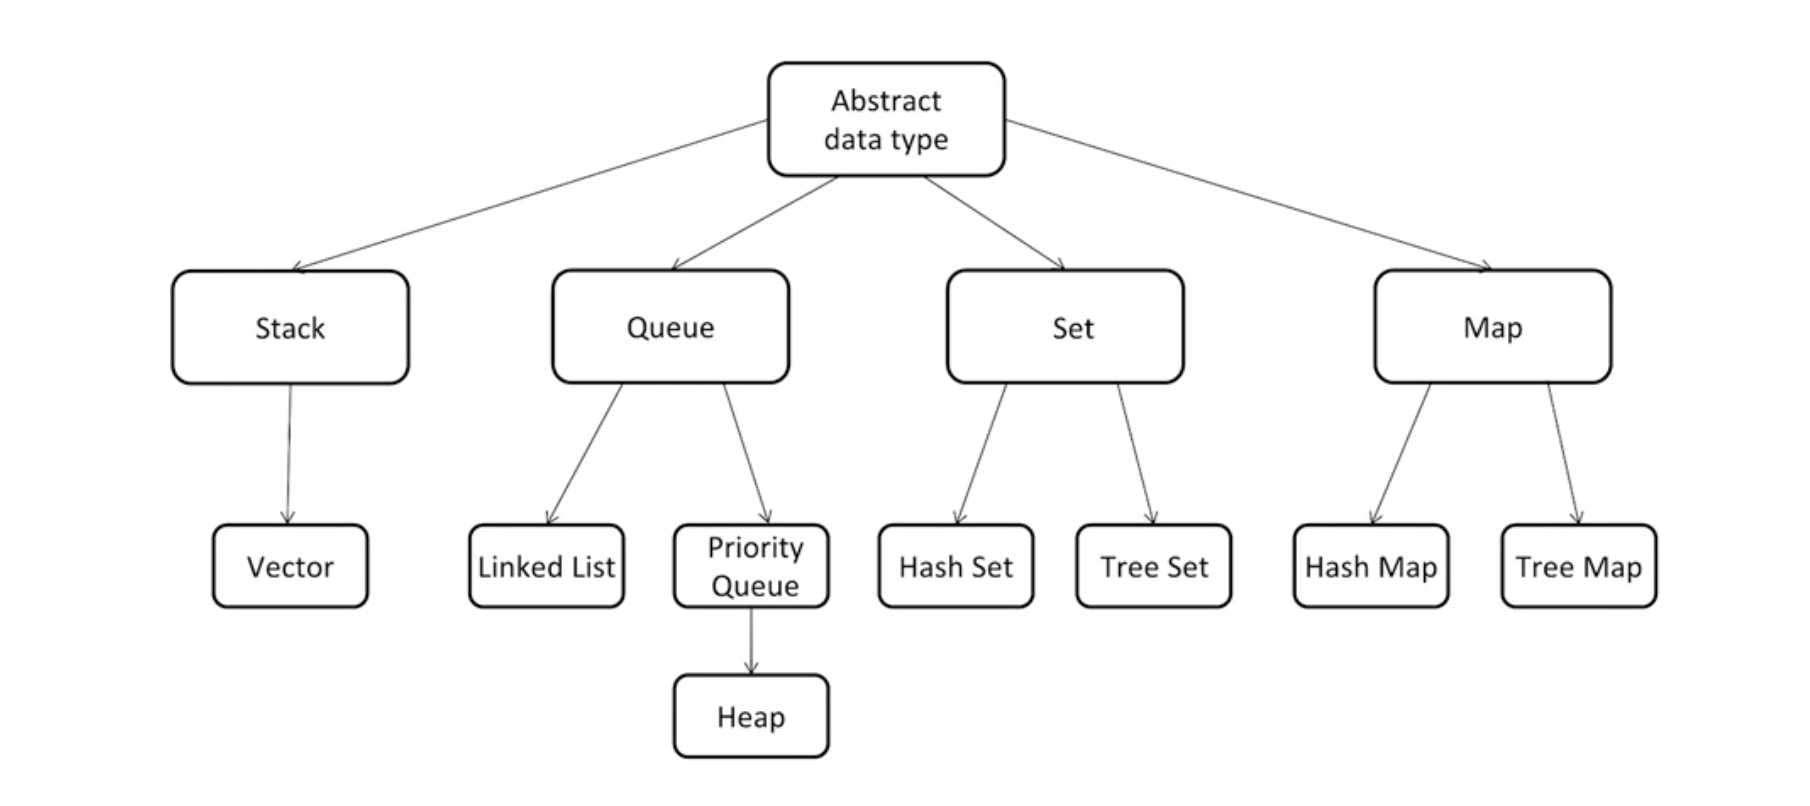 Abstract
data type
Stack
Queue
Set
Map
Vector
Linked List
Priority
Queue
Hash Set
Tree Set
Hash Map
Tree Map
Heap